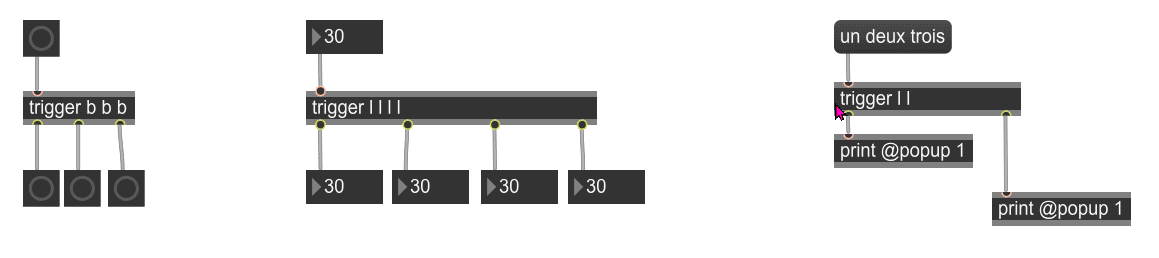 trigger b b b
30
trigger l l l l
30
30
30
30
un deux trois
trigger l l
print @popup 1
print @popup 1